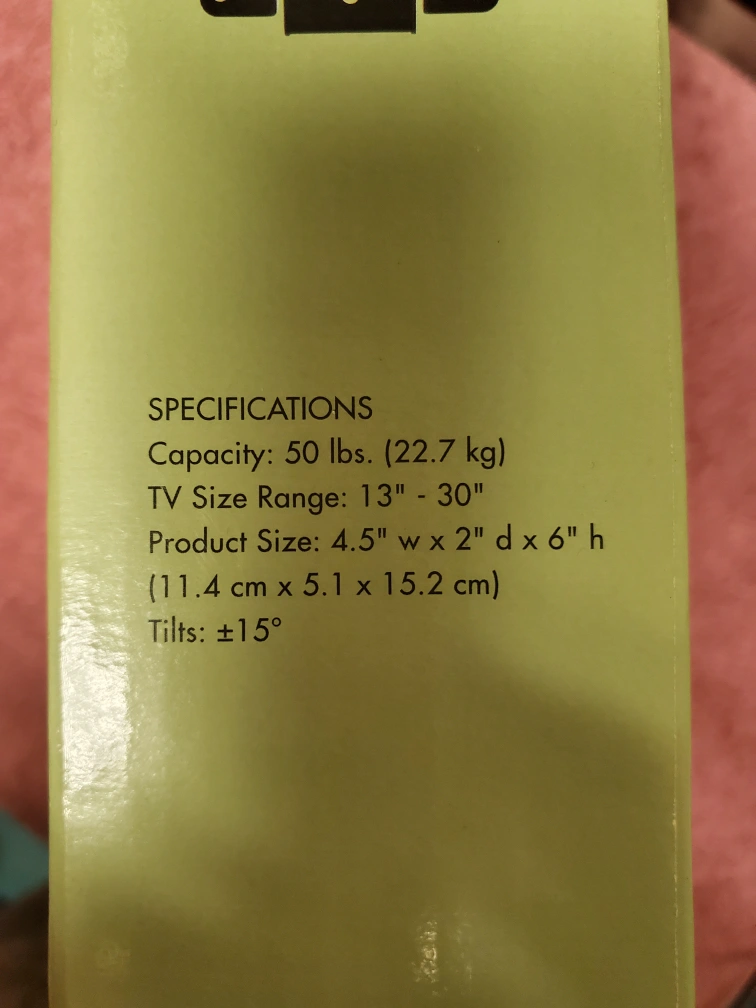 SPECIFICATIONS
Capacity: 50 lbs. (22.7 kg)
TV Size Range: 13" - 30"
Product Size: 4.5" w x 2" d x 6" h
(11.4 cm x 5.1 x 15.2 cm)
Tilts: ±15°